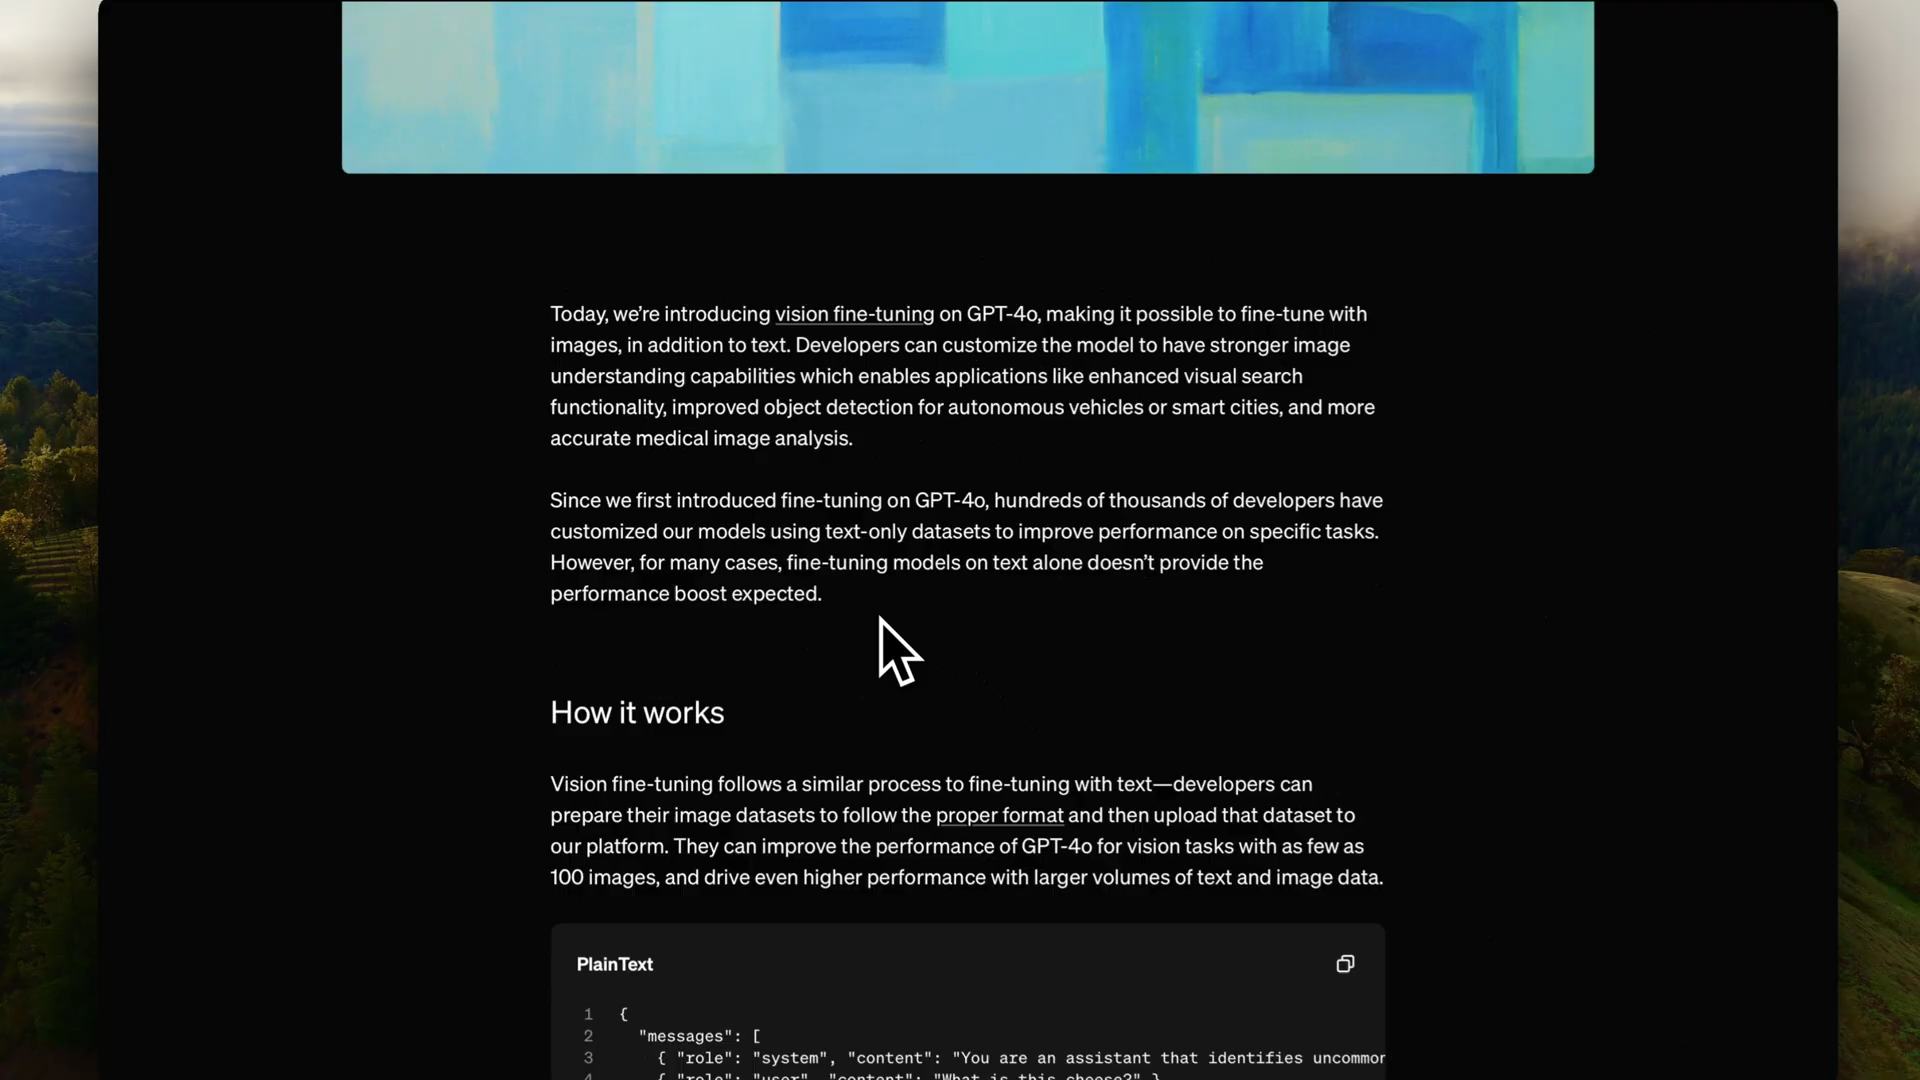 Today, we’re introducing vision fine-tuning on GPT-4o, making it possible to fine-tune with
images, in addition to text. Developers can customize the model to have stronger image
understanding capabilities which enables applications like enhanced visual search
functionality, improved object detection for autonomous vehicles or smart cities, and more
accurate medical image analysis.
Since we first introduced fine-tuning on GPT-4o, hundreds of thousands of developers have
customized our models using text-only datasets to improve performance on specific tasks.
However, for many cases, fine-tuning models on text alone doesn’t provide the
performance boost expected.
How it works
Vision fine-tuning follows a similar process to fine-tuning with text—developers can
prepare their image datasets to follow the proper format and then upload that dataset to
our platform. They can improve the performance of GPT-4o for vision tasks with as few as
100 images, and drive even higher performance with larger volumes of text and image data.
PlainText
1 {
2 "messages": [
3 { "role": "system", "content": "You are an assistant that identifies uncommon
4 { "role": "user", "content": "What is this cheese?" }